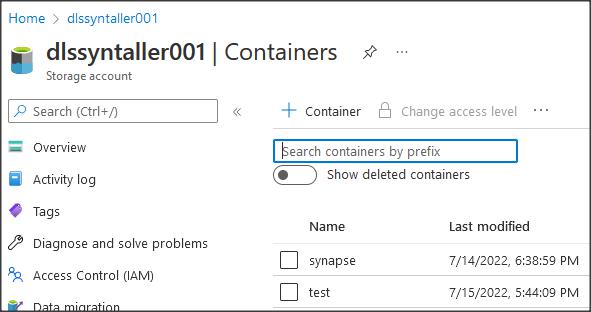 Home > dlssyntaller001 >
dlssyntaller001 | Containers ...
Storage account
Search (Ctrl+/) «
Overview
Activity log
Tags
Diagnose and solve problems
Access Control (IAM)
Data migration
+ Container Change access level ...
Search containers by prefix
Show deleted containers
Name Last modified
synapse 7/14/2022, 6:38:59 PM
test 7/15/2022, 5:44:09 PM